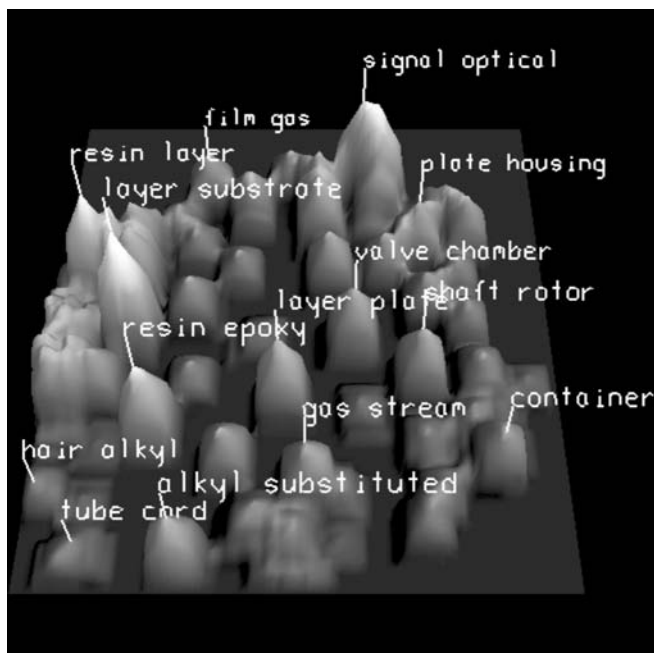 signal optical
film gas
resin layer
plate housing
layer substrate
valve chamber
layer plate
shaft rotor
resin epoky
container
gas stream
hair alkyl
alkyl substituted
tube cord